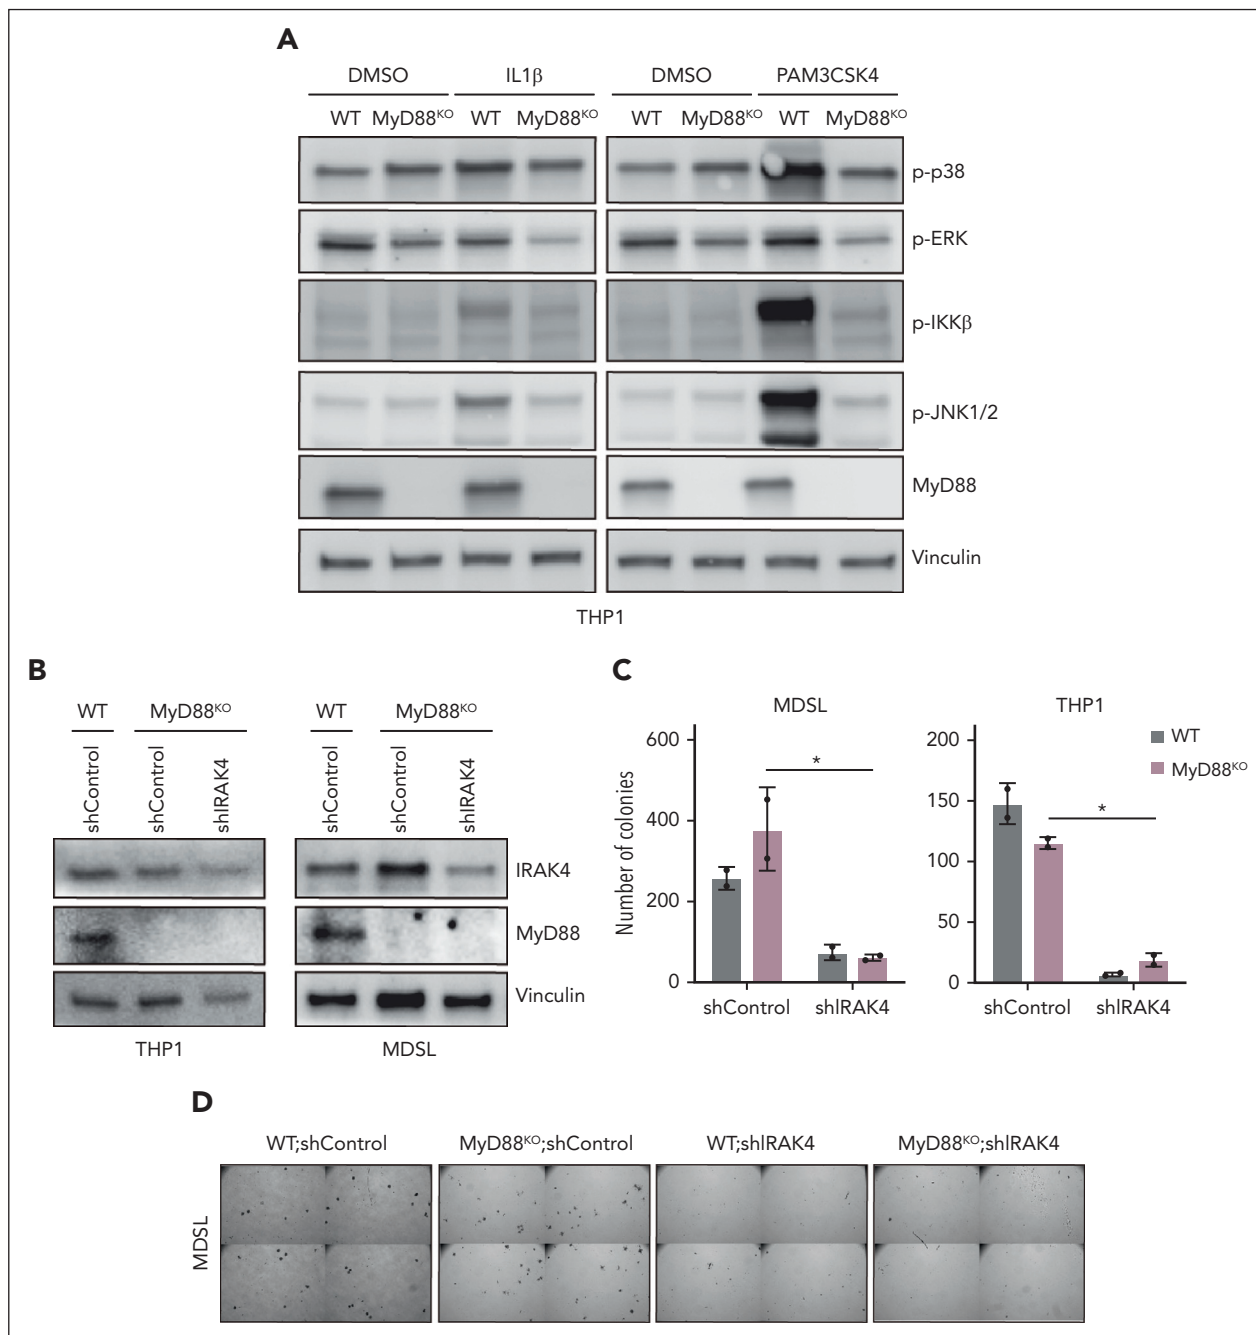 A
DMSO IL1β DMSO PAM3CSK4
WT MyD88KO WT MyD88KO WT MyD88KO WT MyD88KO
p-p38
p-ERK
p-IKKβ
p-JNK1/2
MyD88
Vinculin
THP1
B
WT MyD88KO WT MyD88KO
shControl shControl shIRAK4 shControl shControl shIRAK4
IRAK4
MyD88
Vinculin
THP1 MDSL
C
MDSL THP1
Number of colonies
600
400
200
0
*
shControl shIRAK4
200
150
100
50
0
*
shControl shIRAK4
WT
MyD88KO
D
WT;shControl MyD88KO;shControl WT;shIRAK4 MyD88KO;shIRAK4
MDSL